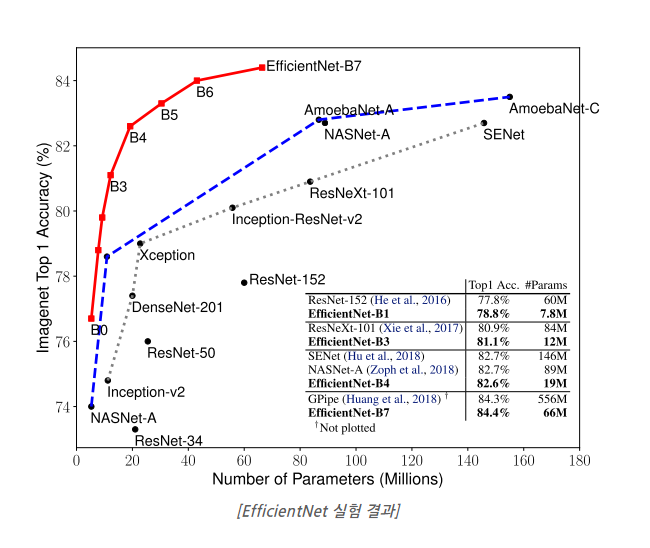 Imagenet Top 1 Accuracy (%)
84
82
80
78
76
74
EfficientNet-B7
B6
B5
B4
B3
B0
AmoebaNet-A
AmoebaNet-C
NASNet-A
SENet
ResNeXt-101
Inception-ResNet-v2
Xception
ResNet-152
DenseNet-201
ResNet-50
Inception-v2
NASNet-A
ResNet-34
Top1 Acc. #Params
ResNet-152 (He et al., 2016) 77.8% 60M
EfficientNet-B1 78.8% 7.8M
ResNeXt-101 (Xie et al., 2017) 80.9% 84M
EfficientNet-B3 81.1% 12M
SENet (Hu et al., 2018) 82.7% 146M
NASNet-A (Zoph et al., 2018) 82.7% 89M
EfficientNet-B4 82.6% 19M
GPipe (Huang et al., 2018) † 84.3% 556M
EfficientNet-B7 84.4% 66M
†Not plotted
0 20 40 60 80 100 120 140 160 180
Number of Parameters (Millions)
[EfficientNet 실험 결과]